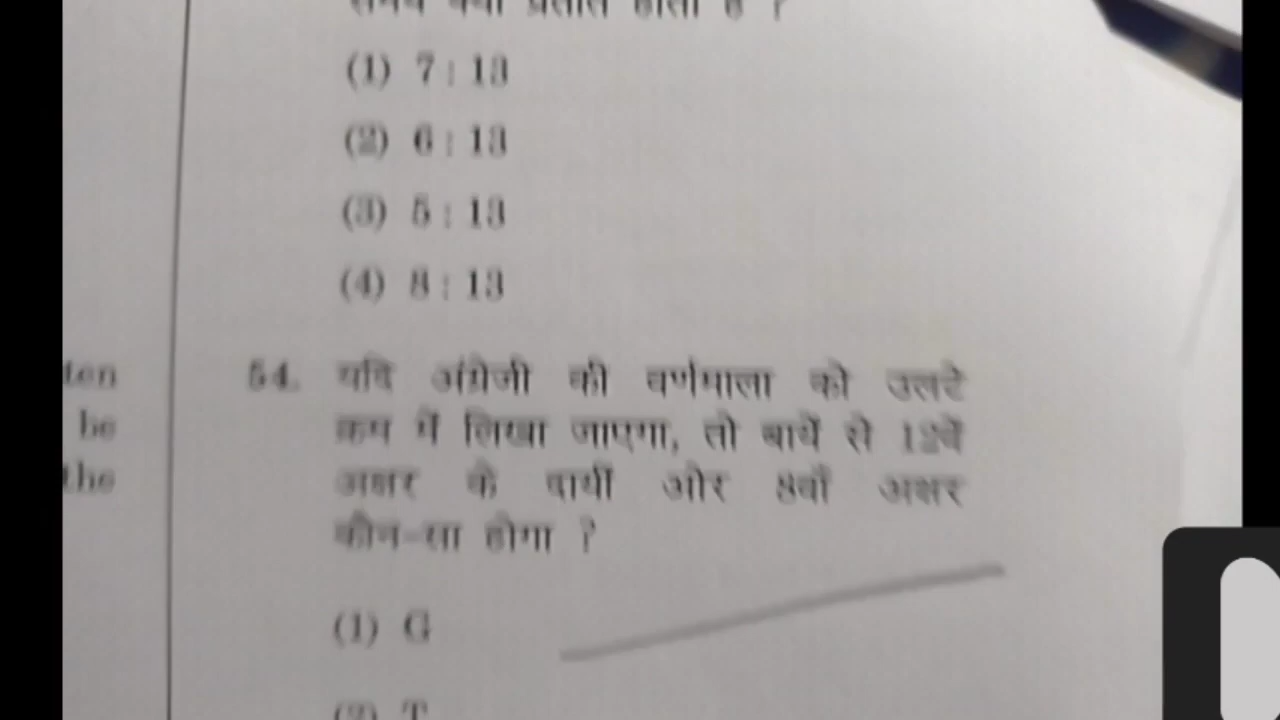 (1) 7 : 13
(2) 6 : 13
(3) 5 : 13
(4) 8 : 13
ten
be
the
54. यदि अंग्रेजी की वर्णमाला को उलटे
क्रम में लिखा जाएगा, तो बायें से 12वें
अक्षर के दायीं ओर 8वाँ अक्षर
कौन-सा होगा ?
(1) G
(2) T